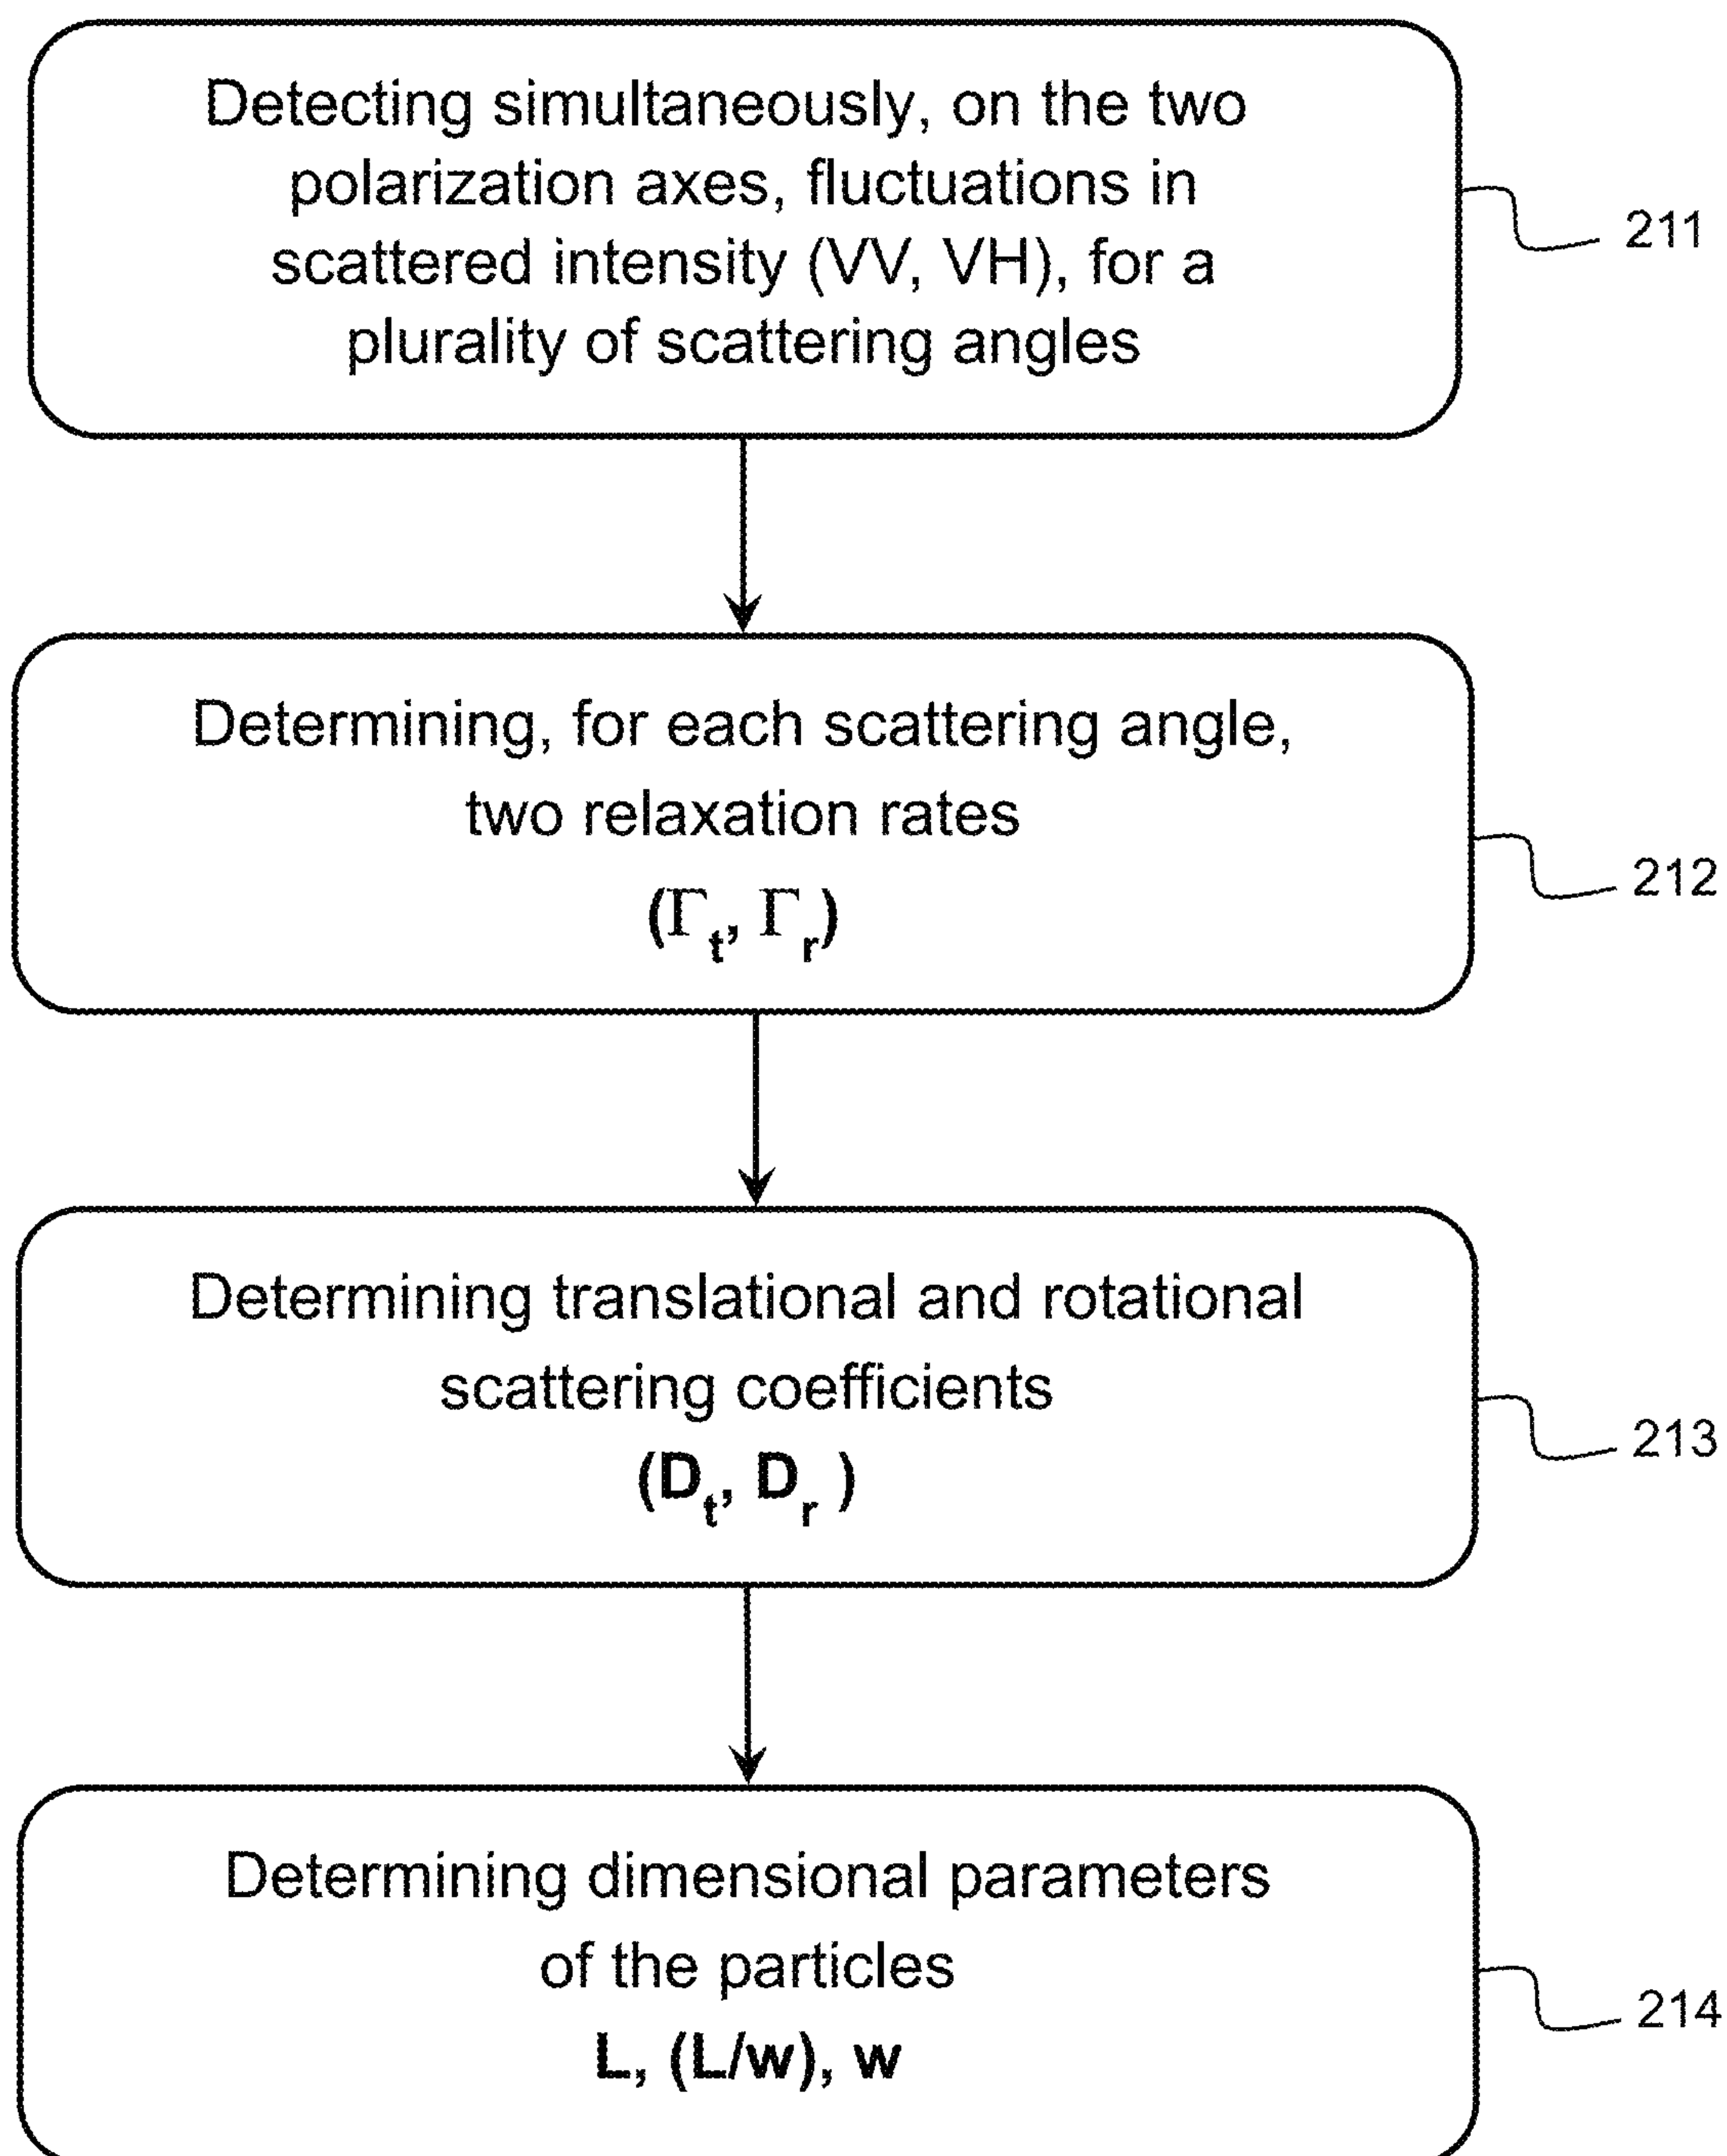 Detecting simultaneously, on the two
polarization axes, fluctuations in
scattered intensity (VV, VH), for a
plurality of scattering angles
211
Determining, for each scattering angle,
two relaxation rates
(Γt, Γr)
212
Determining translational and rotational
scattering coefficients
(Dt, Dr )
213
Determining dimensional parameters
of the particles
L, (L/w), w
214